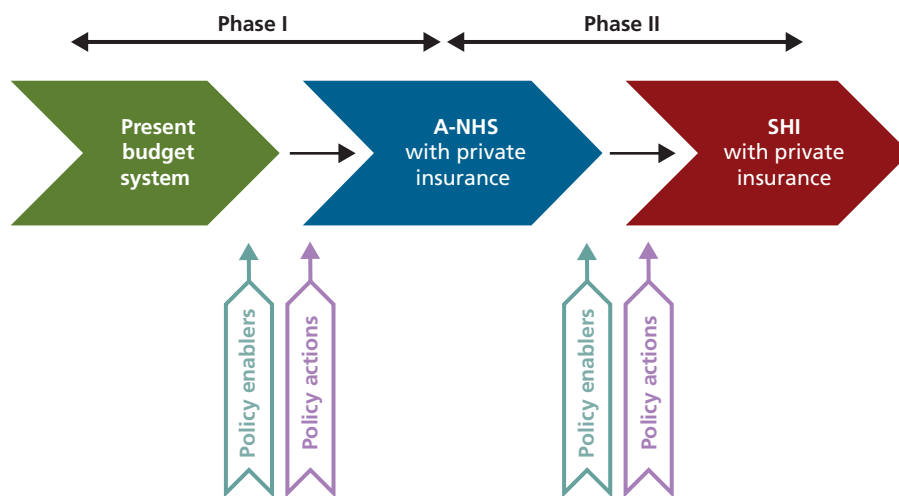 Phase I
Phase II
Present
budget
system
A-NHS
with private
insurance
SHI
with private
insurance
Policy enablers
Policy actions
Policy enablers
Policy actions